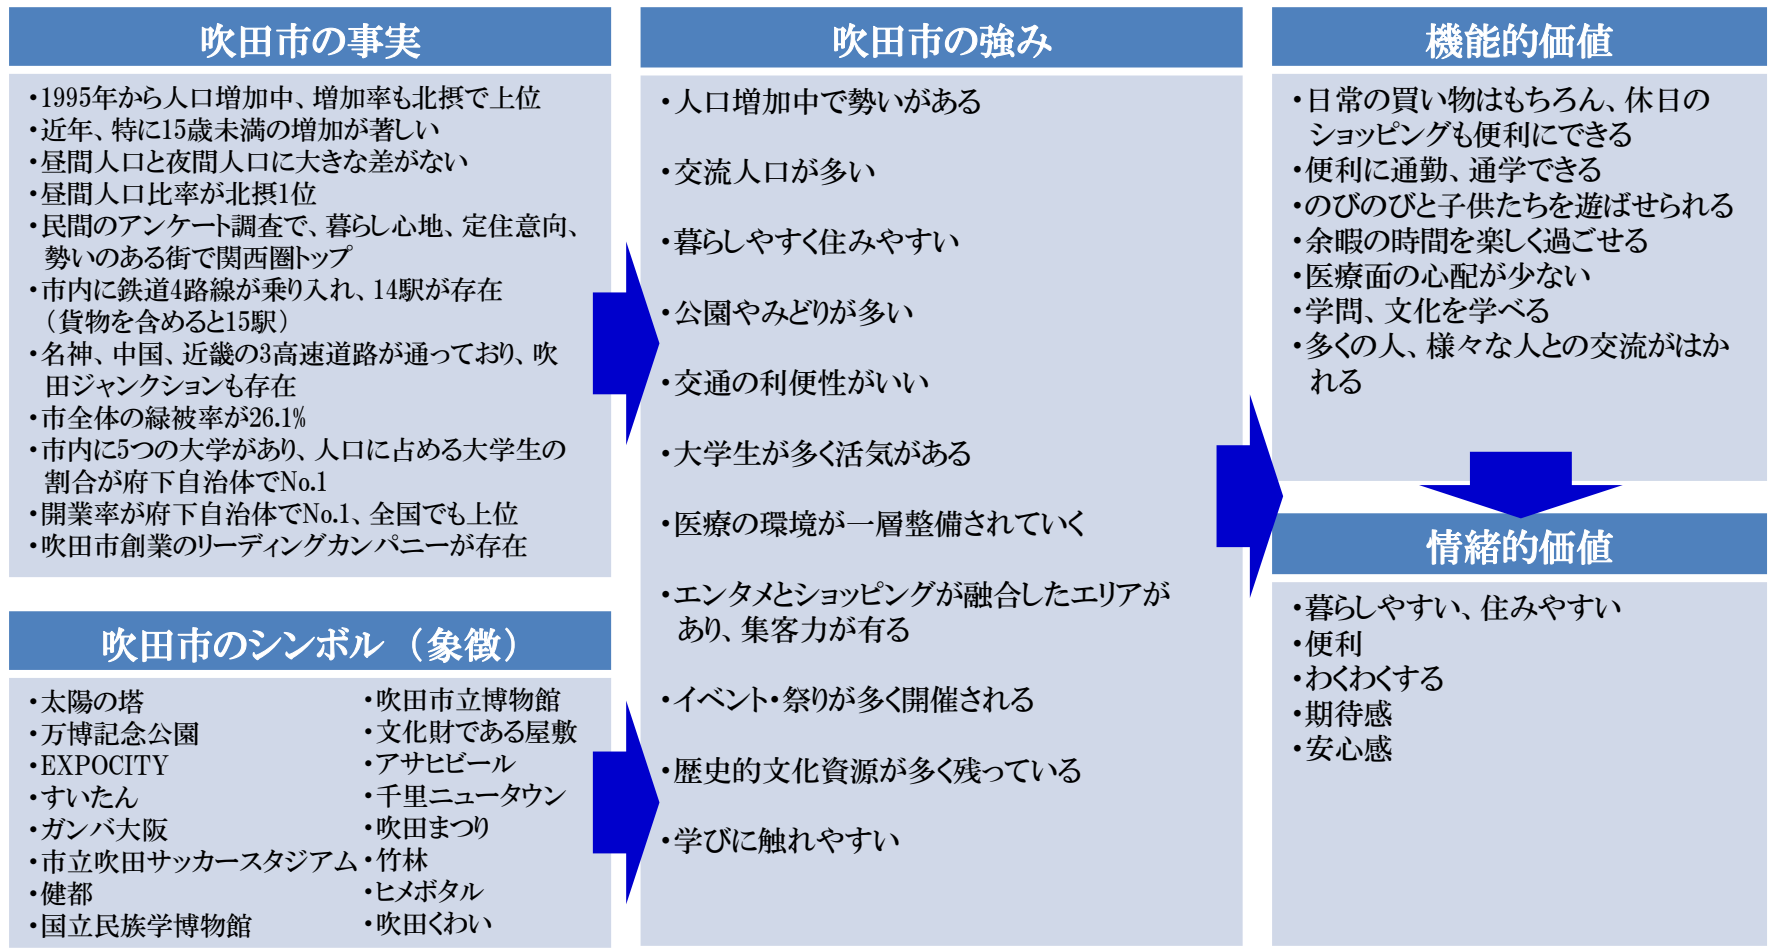 吹田市の事実
・1995年から人口増加中、増加率も北摂で上位
・近年、特に15歳未満の増加が著しい
・昼間人口と夜間人口に大きな差がない
・昼間人口比率が北摂1位
・民間のアンケート調査で、暮らし心地、定住意向、
勢いのある街で関西圏トップ
・市内に鉄道4路線が乗り入れ、14駅が存在
（貨物を含めると15駅）
・名神、中国、近畿の3高速道路が通っており、吹
田ジャンクションも存在
・市全体の緑被率が26.1%
・市内に5つの大学があり、人口に占める大学生の
割合が府下自治体でNo.1
・開業率が府下自治体でNo.1、全国でも上位
・吹田市創業のリーディングカンパニーが存在
吹田市のシンボル（象徴）
・太陽の塔
・万博記念公園
・EXPOCITY
・すいたん
・ガンバ大阪
・市立吹田サッカースタジアム
・健都
・国立民族学博物館
・吹田市立博物館
・文化財である屋敷
・アサヒビール
・千里ニュータウン
・吹田まつり
・竹林
・ヒメボタル
・吹田くわい
吹田市の強み
・人口増加中で勢いがある
・交流人口が多い
・暮らしやすく住みやすい
・公園やみどりが多い
・交通の利便性がいい
・大学生が多く活気がある
・医療の環境が一層整備されていく
・エンタメとショッピングが融合したエリアが
あり、集客力が有る
・イベント・祭りが多く開催される
・歴史的文化資源が多く残っている
・学びに触れやすい
機能的価値
・日常の買い物はもちろん、休日の
ショッピングも便利にできる
・便利に通勤、通学できる
・のびのびと子供たちを遊ばせられる
・余暇の時間を楽しく過ごせる
・医療面の心配が少ない
・学問、文化を学べる
・多くの人、様々な人との交流がはか
れる
情緒的価値
・暮らしやすい、住みやすい
・便利
・わくわくする
・期待感
・安心感